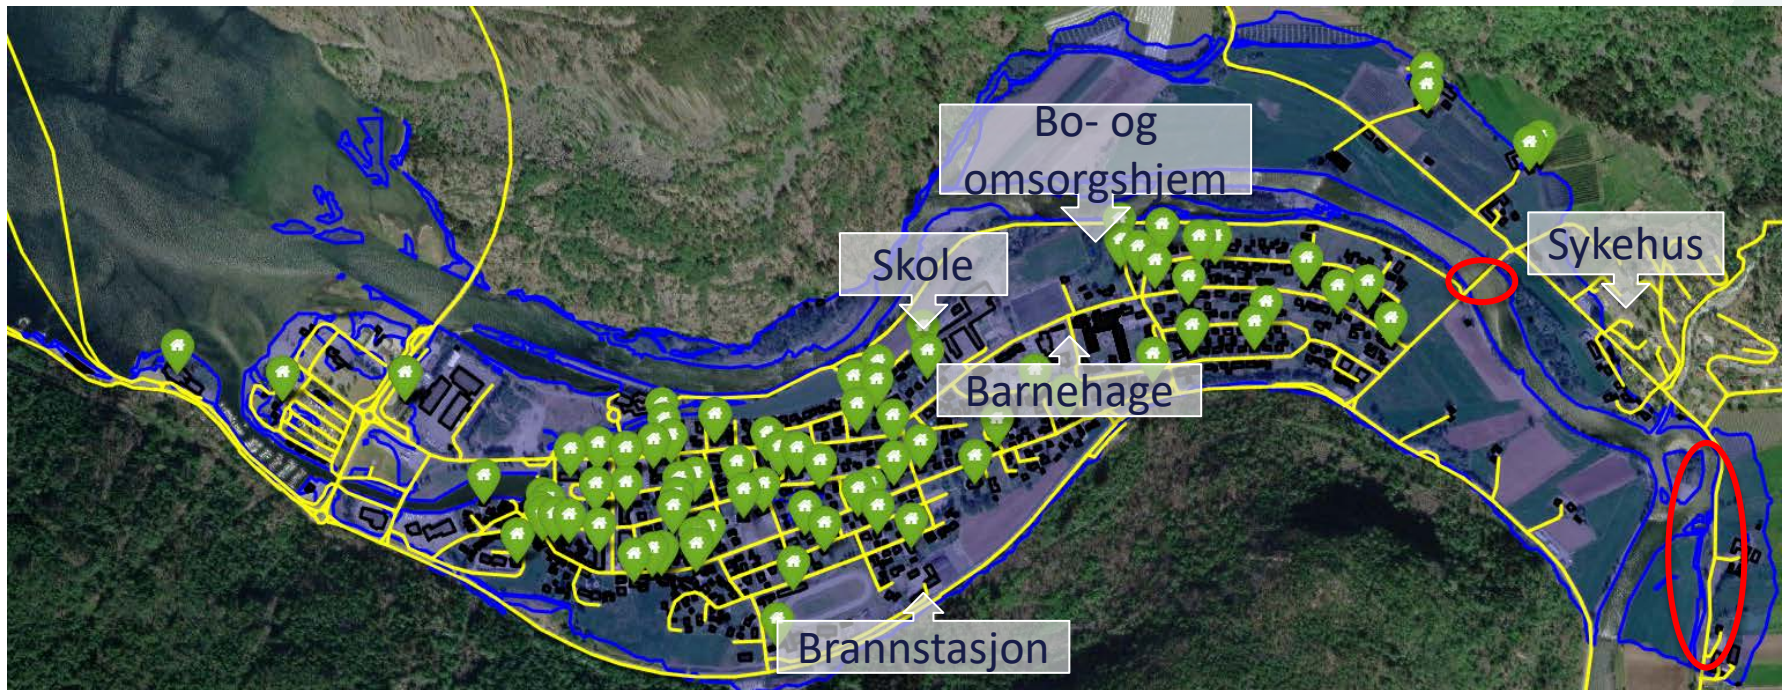 Bo- og
omsorgshjem
Skole
Sykehus
Barnehage
Brannstasjon